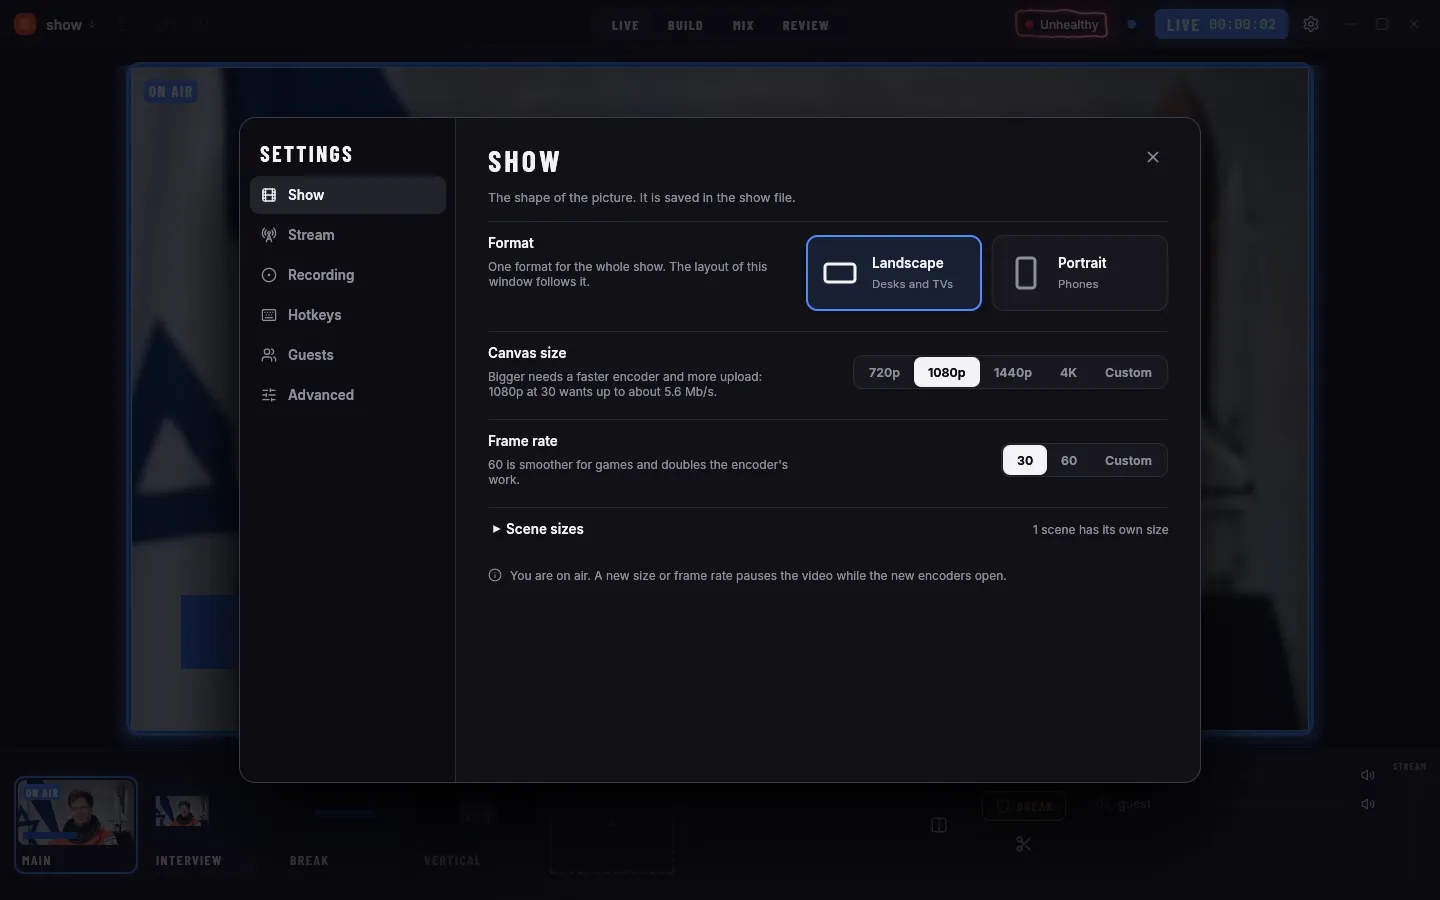 show
LIVE BUILD MIX REVIEW
Unhealthy
LIVE 00:00:02
ON AIR
SETTINGS
Show
Stream
Recording
Hotkeys
Guests
Advanced
SHOW
The shape of the picture. It is saved in the show file.
Format
One format for the whole show. The layout of this
window follows it.
Landscape
Desks and TVs
Portrait
Phones
Canvas size
Bigger needs a faster encoder and more upload:
1080p at 30 wants up to about 5.6 Mb/s.
720p 1080p 1440p 4K Custom
Frame rate
60 is smoother for games and doubles the encoder's
work.
30 60 Custom
Scene sizes
1 scene has its own size
You are on air. A new size or frame rate pauses the video while the new encoders open.
ON AIR
MAIN
INTERVIEW
BREAK
VERTICAL
BREAK
guest
STREAM